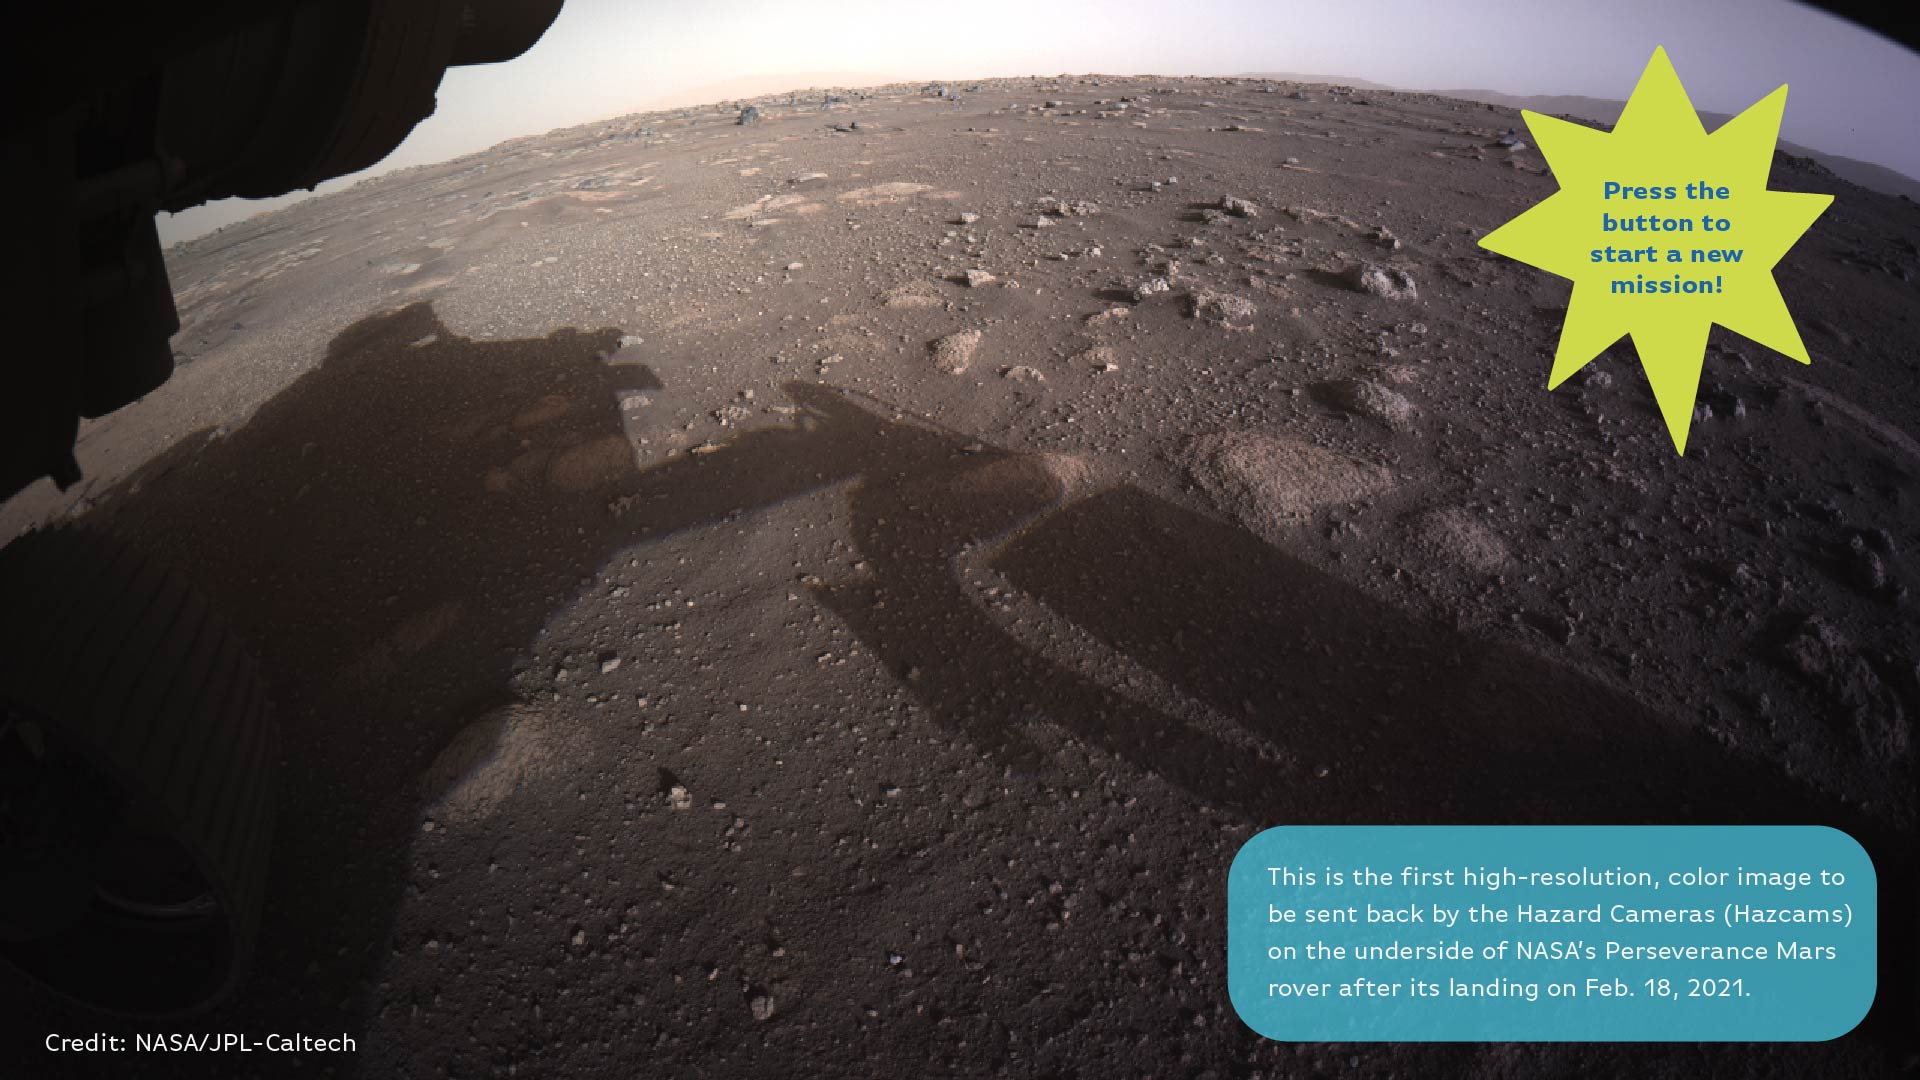 Press the
button to
start a new
mission!
This is the first high-resolution, color image to
be sent back by the Hazard Cameras (Hazcams)
on the underside of NASA's Perseverance Mars
rover after its landing on Feb. 18, 2021.
Credit: NASA/JPL-Caltech